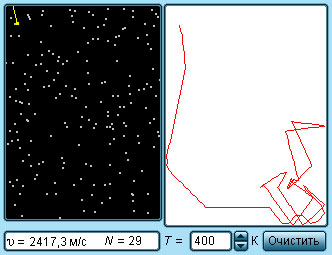 υ = 2417,3 м/с N = 29 T = 400 K Очистить